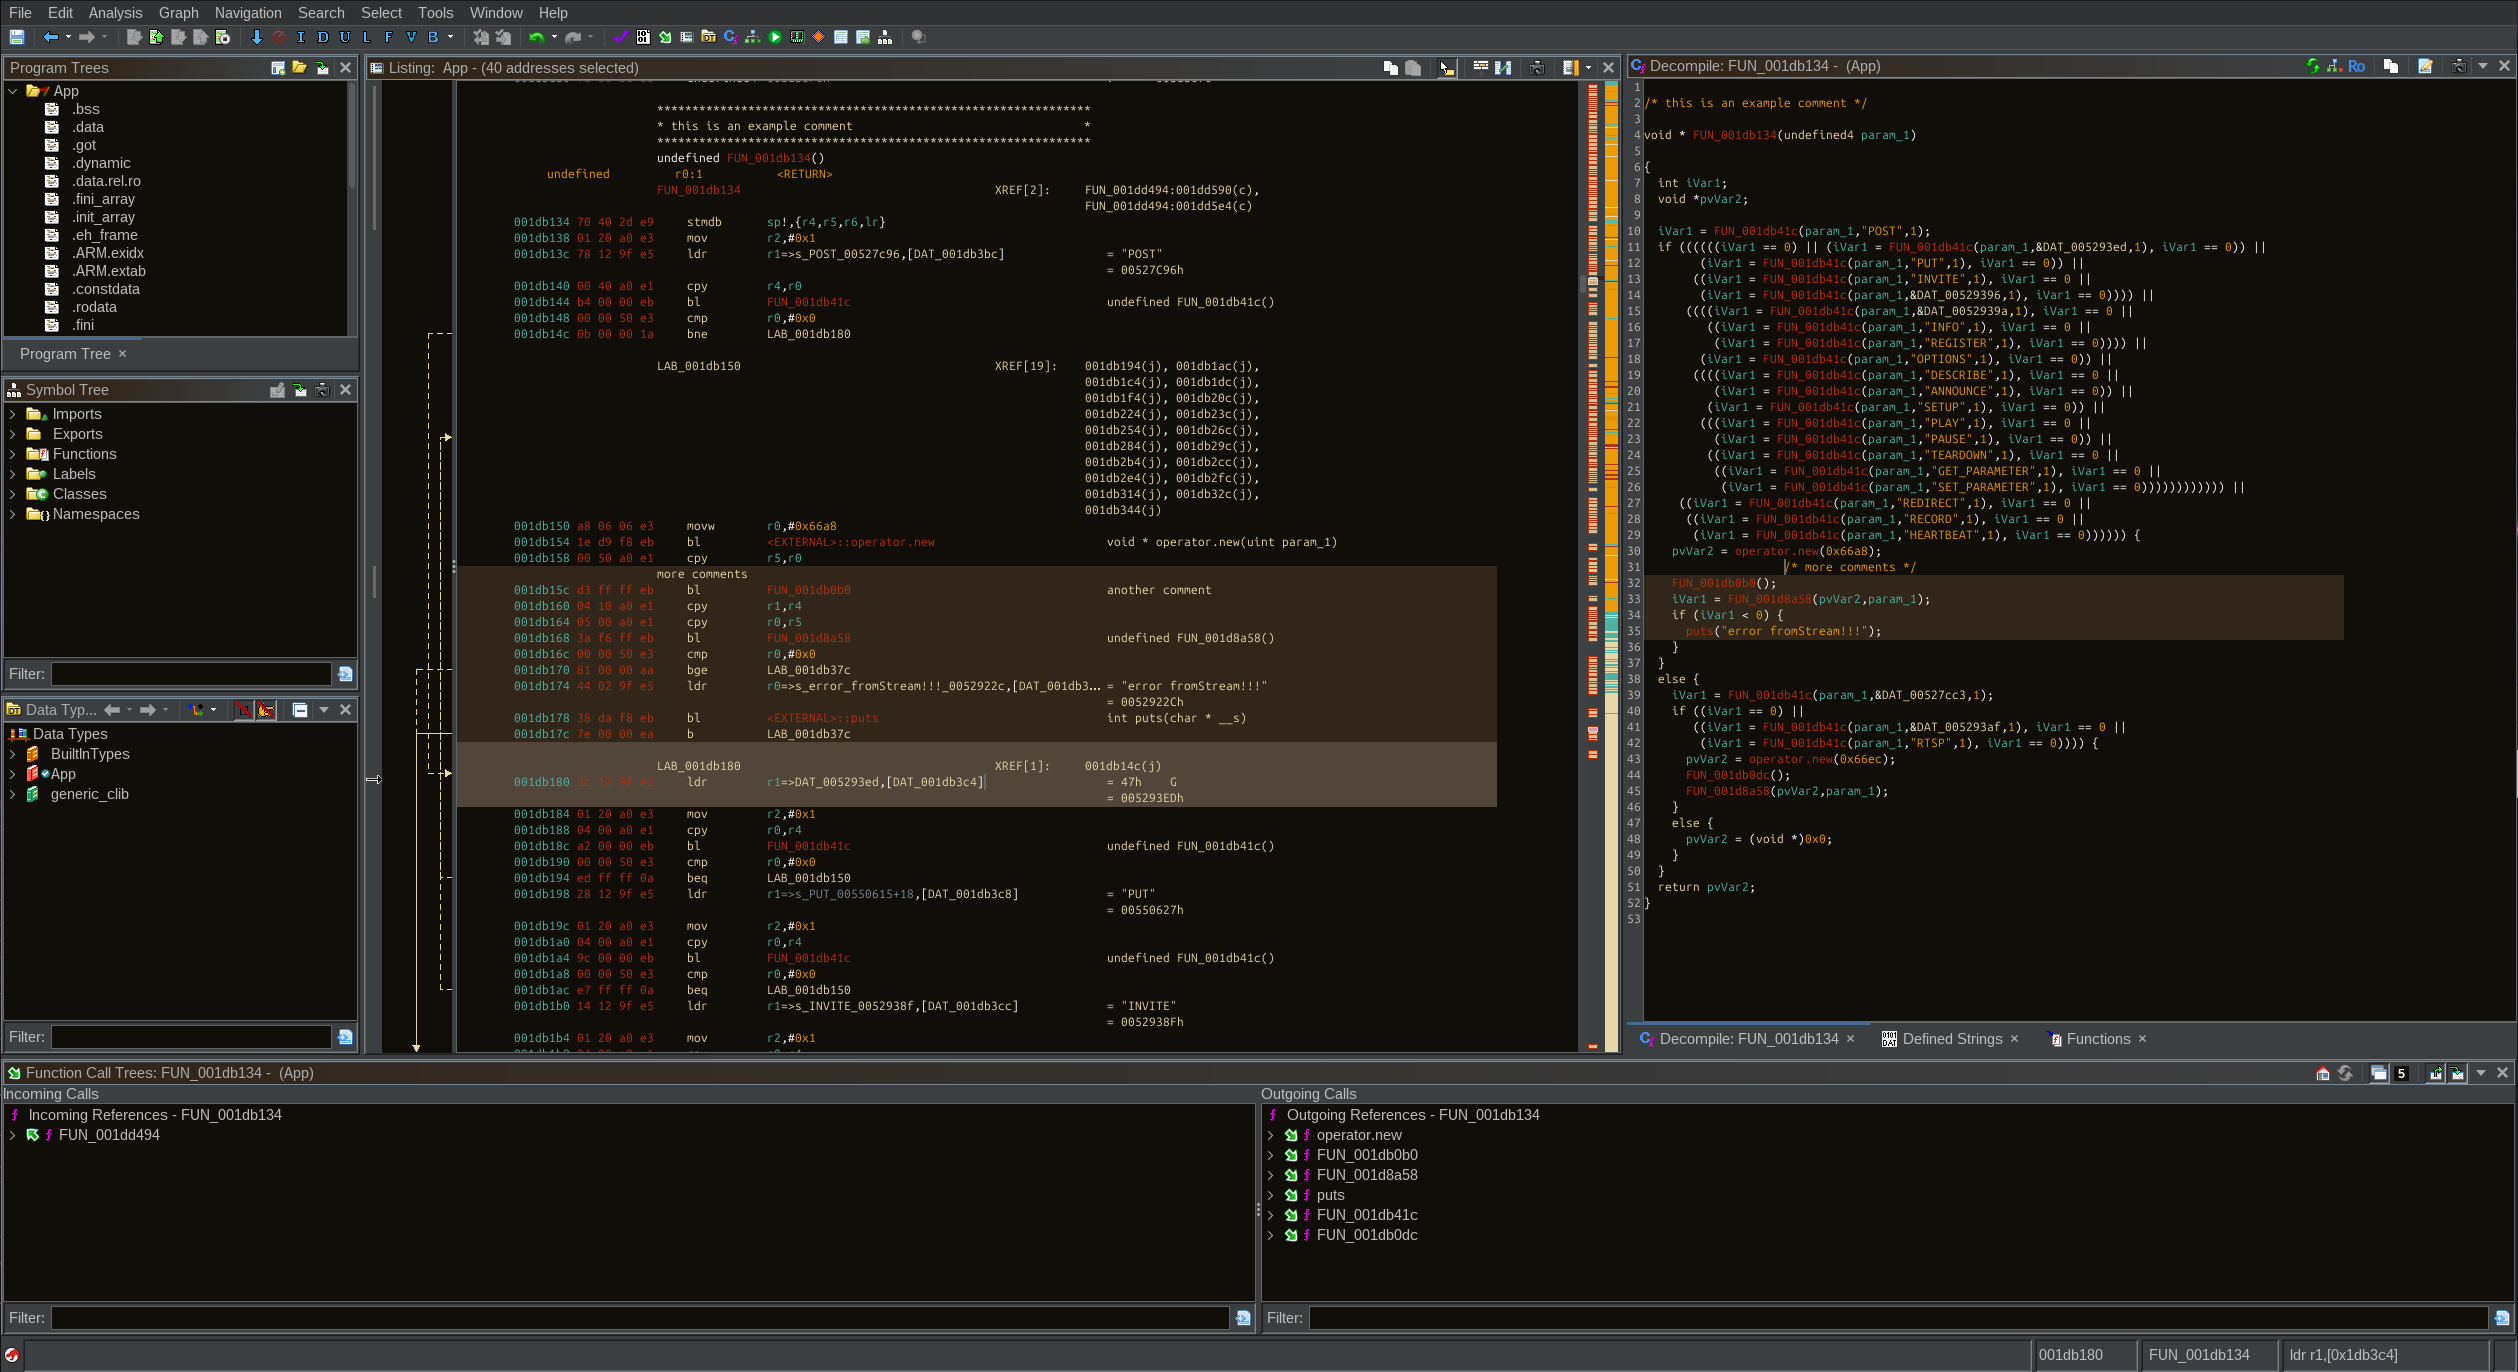 File Edit Analysis Graph Navigation Search Select Tools Window Help
I D U L F V B
Program Trees
App
.bss
.data
.got
.dynamic
.data.rel.ro
.fini_array
.init_array
.eh_frame
.ARM.exidx
.ARM.extab
.constdata
.rodata
.fini
Program Tree ×
Symbol Tree
Imports
Exports
Functions
Labels
Classes
Namespaces
Filter:
Data Typ...
Data Types
BuiltInTypes
App
generic_clib
Filter:
Listing: App - (40 addresses selected)
**************************************************************
* this is an example comment *
**************************************************************
undefined FUN_001db134()
undefined r0:1 <RETURN>
FUN_001db134 XREF[2]: FUN_001dd494:001dd590(c),
FUN_001dd494:001dd5e4(c)
001db134 70 40 2d e9 stmdb sp!,{r4,r5,r6,lr}
001db138 01 20 a0 e3 mov r2,#0x1
001db13c 78 12 9f e5 ldr r1=>s_POST_00527c96,[DAT_001db3bc] = "POST"
= 00527C96h
001db140 00 40 a0 e1 cpy r4,r0
001db144 b4 00 00 eb bl FUN_001db41c undefined FUN_001db41c()
001db148 00 00 50 e3 cmp r0,#0x0
001db14c 0b 00 00 1a bne LAB_001db180
LAB_001db150 XREF[19]: 001db194(j), 001db1ac(j),
001db1c4(j), 001db1dc(j),
001db1f4(j), 001db20c(j),
001db224(j), 001db23c(j),
001db254(j), 001db26c(j),
001db284(j), 001db29c(j),
001db2b4(j), 001db2cc(j),
001db2e4(j), 001db2fc(j),
001db314(j), 001db32c(j),
001db344(j)
001db150 a8 06 06 e3 movw r0,#0x66a8
001db154 1e d9 f8 eb bl <EXTERNAL>::operator.new void * operator.new(uint param_1)
001db158 00 50 a0 e1 cpy r5,r0
more comments
001db15c d3 ff ff eb bl FUN_001db0b0 another comment
001db160 04 10 a0 e1 cpy r1,r4
001db164 05 00 a0 e1 cpy r0,r5
001db168 3a f6 ff eb bl FUN_001d8a58 undefined FUN_001d8a58()
001db16c 00 00 50 e3 cmp r0,#0x0
001db170 81 00 00 aa bge LAB_001db37c
001db174 44 02 9f e5 ldr r0=>s_error_fromStream!!!_0052922c,[DAT_001db3... = "error fromStream!!!"
= 0052922Ch
001db178 38 da f8 eb bl <EXTERNAL>::puts int puts(char * __s)
001db17c 7e 00 00 ea b LAB_001db37c
LAB_001db180 XREF[1]: 001db14c(j)
001db180 3c 12 9f e5 ldr r1=>DAT_005293ed,[DAT_001db3c4] = 47h G
= 005293EDh
001db184 01 20 a0 e3 mov r2,#0x1
001db188 04 00 a0 e1 cpy r0,r4
001db18c a2 00 00 eb bl FUN_001db41c undefined FUN_001db41c()
001db190 00 00 50 e3 cmp r0,#0x0
001db194 ed ff ff 0a beq LAB_001db150
001db198 28 12 9f e5 ldr r1=>s_PUT_00550615+18,[DAT_001db3c8] = "PUT"
= 00550627h
001db19c 01 20 a0 e3 mov r2,#0x1
001db1a0 04 00 a0 e1 cpy r0,r4
001db1a4 9c 00 00 eb bl FUN_001db41c undefined FUN_001db41c()
001db1a8 00 00 50 e3 cmp r0,#0x0
001db1ac e7 ff ff 0a beq LAB_001db150
001db1b0 14 12 9f e5 ldr r1=>s_INVITE_0052938f,[DAT_001db3cc] = "INVITE"
= 0052938Fh
001db1b4 01 20 a0 e3 mov r2,#0x1
Decompile: FUN_001db134 - (App)
Ro
1
2 /* this is an example comment */
3
4 void * FUN_001db134(undefined4 param_1)
5
6 {
7 int iVar1;
8 void *pvVar2;
9
10 iVar1 = FUN_001db41c(param_1,"POST",1);
11 if ((((((iVar1 == 0) || (iVar1 = FUN_001db41c(param_1,&DAT_005293ed,1), iVar1 == 0)) ||
12 (iVar1 = FUN_001db41c(param_1,"PUT",1), iVar1 == 0)) ||
13 ((iVar1 = FUN_001db41c(param_1,"INVITE",1), iVar1 == 0 ||
14 (iVar1 = FUN_001db41c(param_1,&DAT_00529396,1), iVar1 == 0)))) ||
15 ((((iVar1 = FUN_001db41c(param_1,&DAT_0052939a,1), iVar1 == 0 ||
16 ((iVar1 = FUN_001db41c(param_1,"INFO",1), iVar1 == 0 ||
17 (iVar1 = FUN_001db41c(param_1,"REGISTER",1), iVar1 == 0)))) ||
18 (iVar1 = FUN_001db41c(param_1,"OPTIONS",1), iVar1 == 0)) ||
19 ((((iVar1 = FUN_001db41c(param_1,"DESCRIBE",1), iVar1 == 0 ||
20 (iVar1 = FUN_001db41c(param_1,"ANNOUNCE",1), iVar1 == 0)) ||
21 (iVar1 = FUN_001db41c(param_1,"SETUP",1), iVar1 == 0)) ||
22 (((iVar1 = FUN_001db41c(param_1,"PLAY",1), iVar1 == 0 ||
23 (iVar1 = FUN_001db41c(param_1,"PAUSE",1), iVar1 == 0)) ||
24 ((iVar1 = FUN_001db41c(param_1,"TEARDOWN",1), iVar1 == 0 ||
25 ((iVar1 = FUN_001db41c(param_1,"GET_PARAMETER",1), iVar1 == 0 ||
26 (iVar1 = FUN_001db41c(param_1,"SET_PARAMETER",1), iVar1 == 0)))))))))))) ||
27 ((iVar1 = FUN_001db41c(param_1,"REDIRECT",1), iVar1 == 0 ||
28 ((iVar1 = FUN_001db41c(param_1,"RECORD",1), iVar1 == 0 ||
29 (iVar1 = FUN_001db41c(param_1,"HEARTBEAT",1), iVar1 == 0)))))) {
30 pvVar2 = operator.new(0x66a8);
31 /* more comments */
32 FUN_001db0b0();
33 iVar1 = FUN_001d8a58(pvVar2,param_1);
34 if (iVar1 < 0) {
35 puts("error fromStream!!!");
36 }
37 }
38 else {
39 iVar1 = FUN_001db41c(param_1,&DAT_00527cc3,1);
40 if ((iVar1 == 0) ||
41 ((iVar1 = FUN_001db41c(param_1,&DAT_005293af,1), iVar1 == 0 ||
42 (iVar1 = FUN_001db41c(param_1,"RTSP",1), iVar1 == 0)))) {
43 pvVar2 = operator.new(0x66ec);
44 FUN_001db0dc();
45 FUN_001d8a58(pvVar2,param_1);
46 }
47 else {
48 pvVar2 = (void *)0x0;
49 }
50 }
51 return pvVar2;
52 }
53
Decompile: FUN_001db134 × Defined Strings × Functions ×
Function Call Trees: FUN_001db134 - (App)
5
Incoming Calls
Incoming References - FUN_001db134
FUN_001dd494
Filter:
Outgoing Calls
Outgoing References - FUN_001db134
operator.new
FUN_001db0b0
FUN_001d8a58
puts
FUN_001db41c
FUN_001db0dc
Filter:
001db180 FUN_001db134 ldr r1,[0x1db3c4]